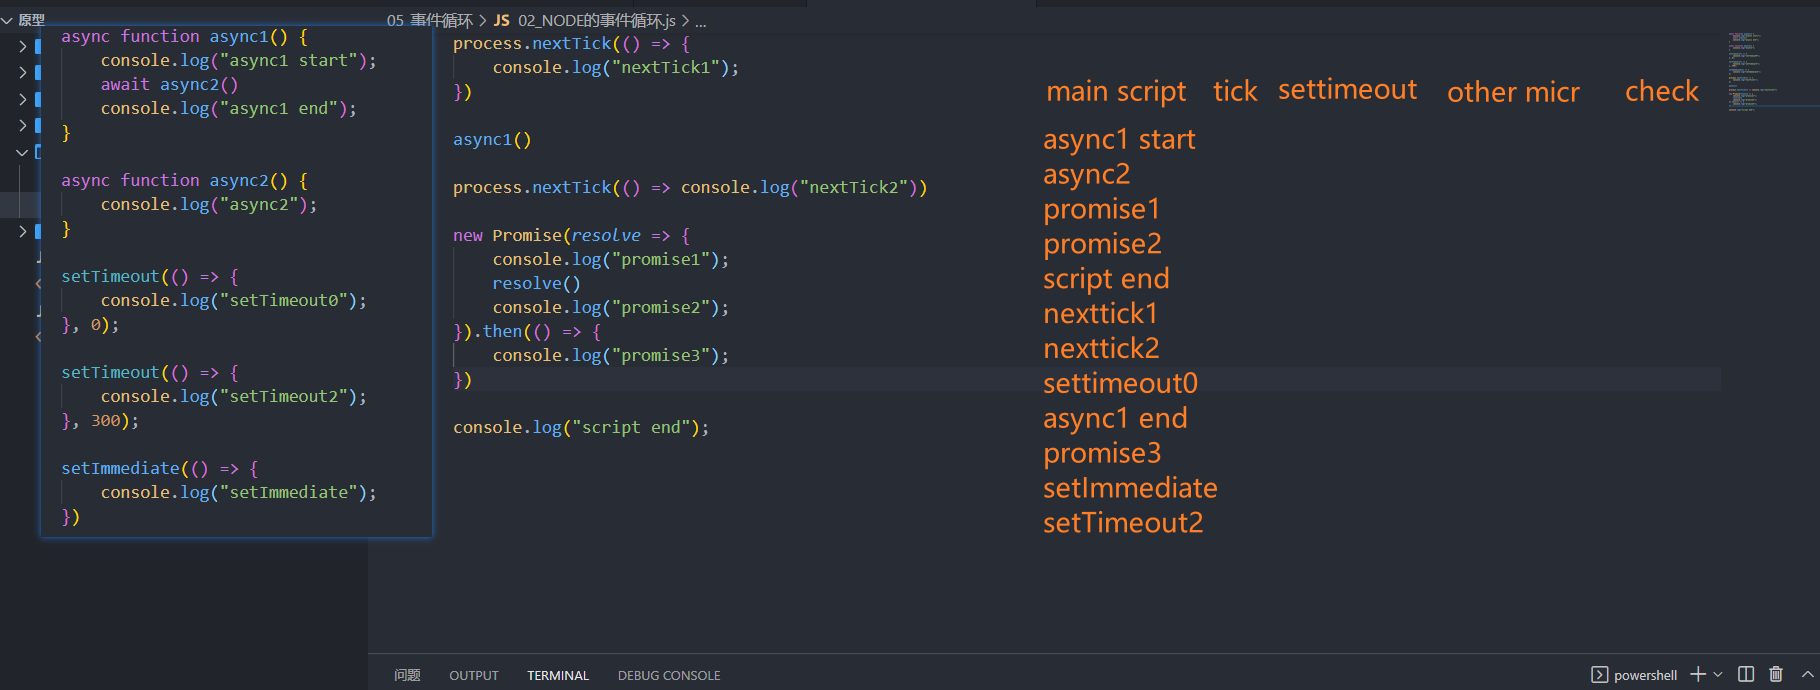 原型
05 事件循环 > JS 02_NODE的事件循环.js > ...
async function async1() {
console.log("async1 start");
await async2()
console.log("async1 end");
}
async function async2() {
console.log("async2");
}
setTimeout(() => {
console.log("setTimeout0");
}, 0);
setTimeout(() => {
console.log("setTimeout2");
}, 300);
setImmediate(() => {
console.log("setImmediate");
})
process.nextTick(() => {
console.log("nextTick1");
})
async1()
process.nextTick(() => console.log("nextTick2"))
new Promise(resolve => {
console.log("promise1");
resolve()
console.log("promise2");
}).then(() => {
console.log("promise3");
})
console.log("script end");
main script tick settimeout other micr check
async1 start
async2
promise1
promise2
script end
nexttick1
nexttick2
settimeout0
async1 end
promise3
setImmediate
setTimeout2
问题 OUTPUT TERMINAL DEBUG CONSOLE
powershell